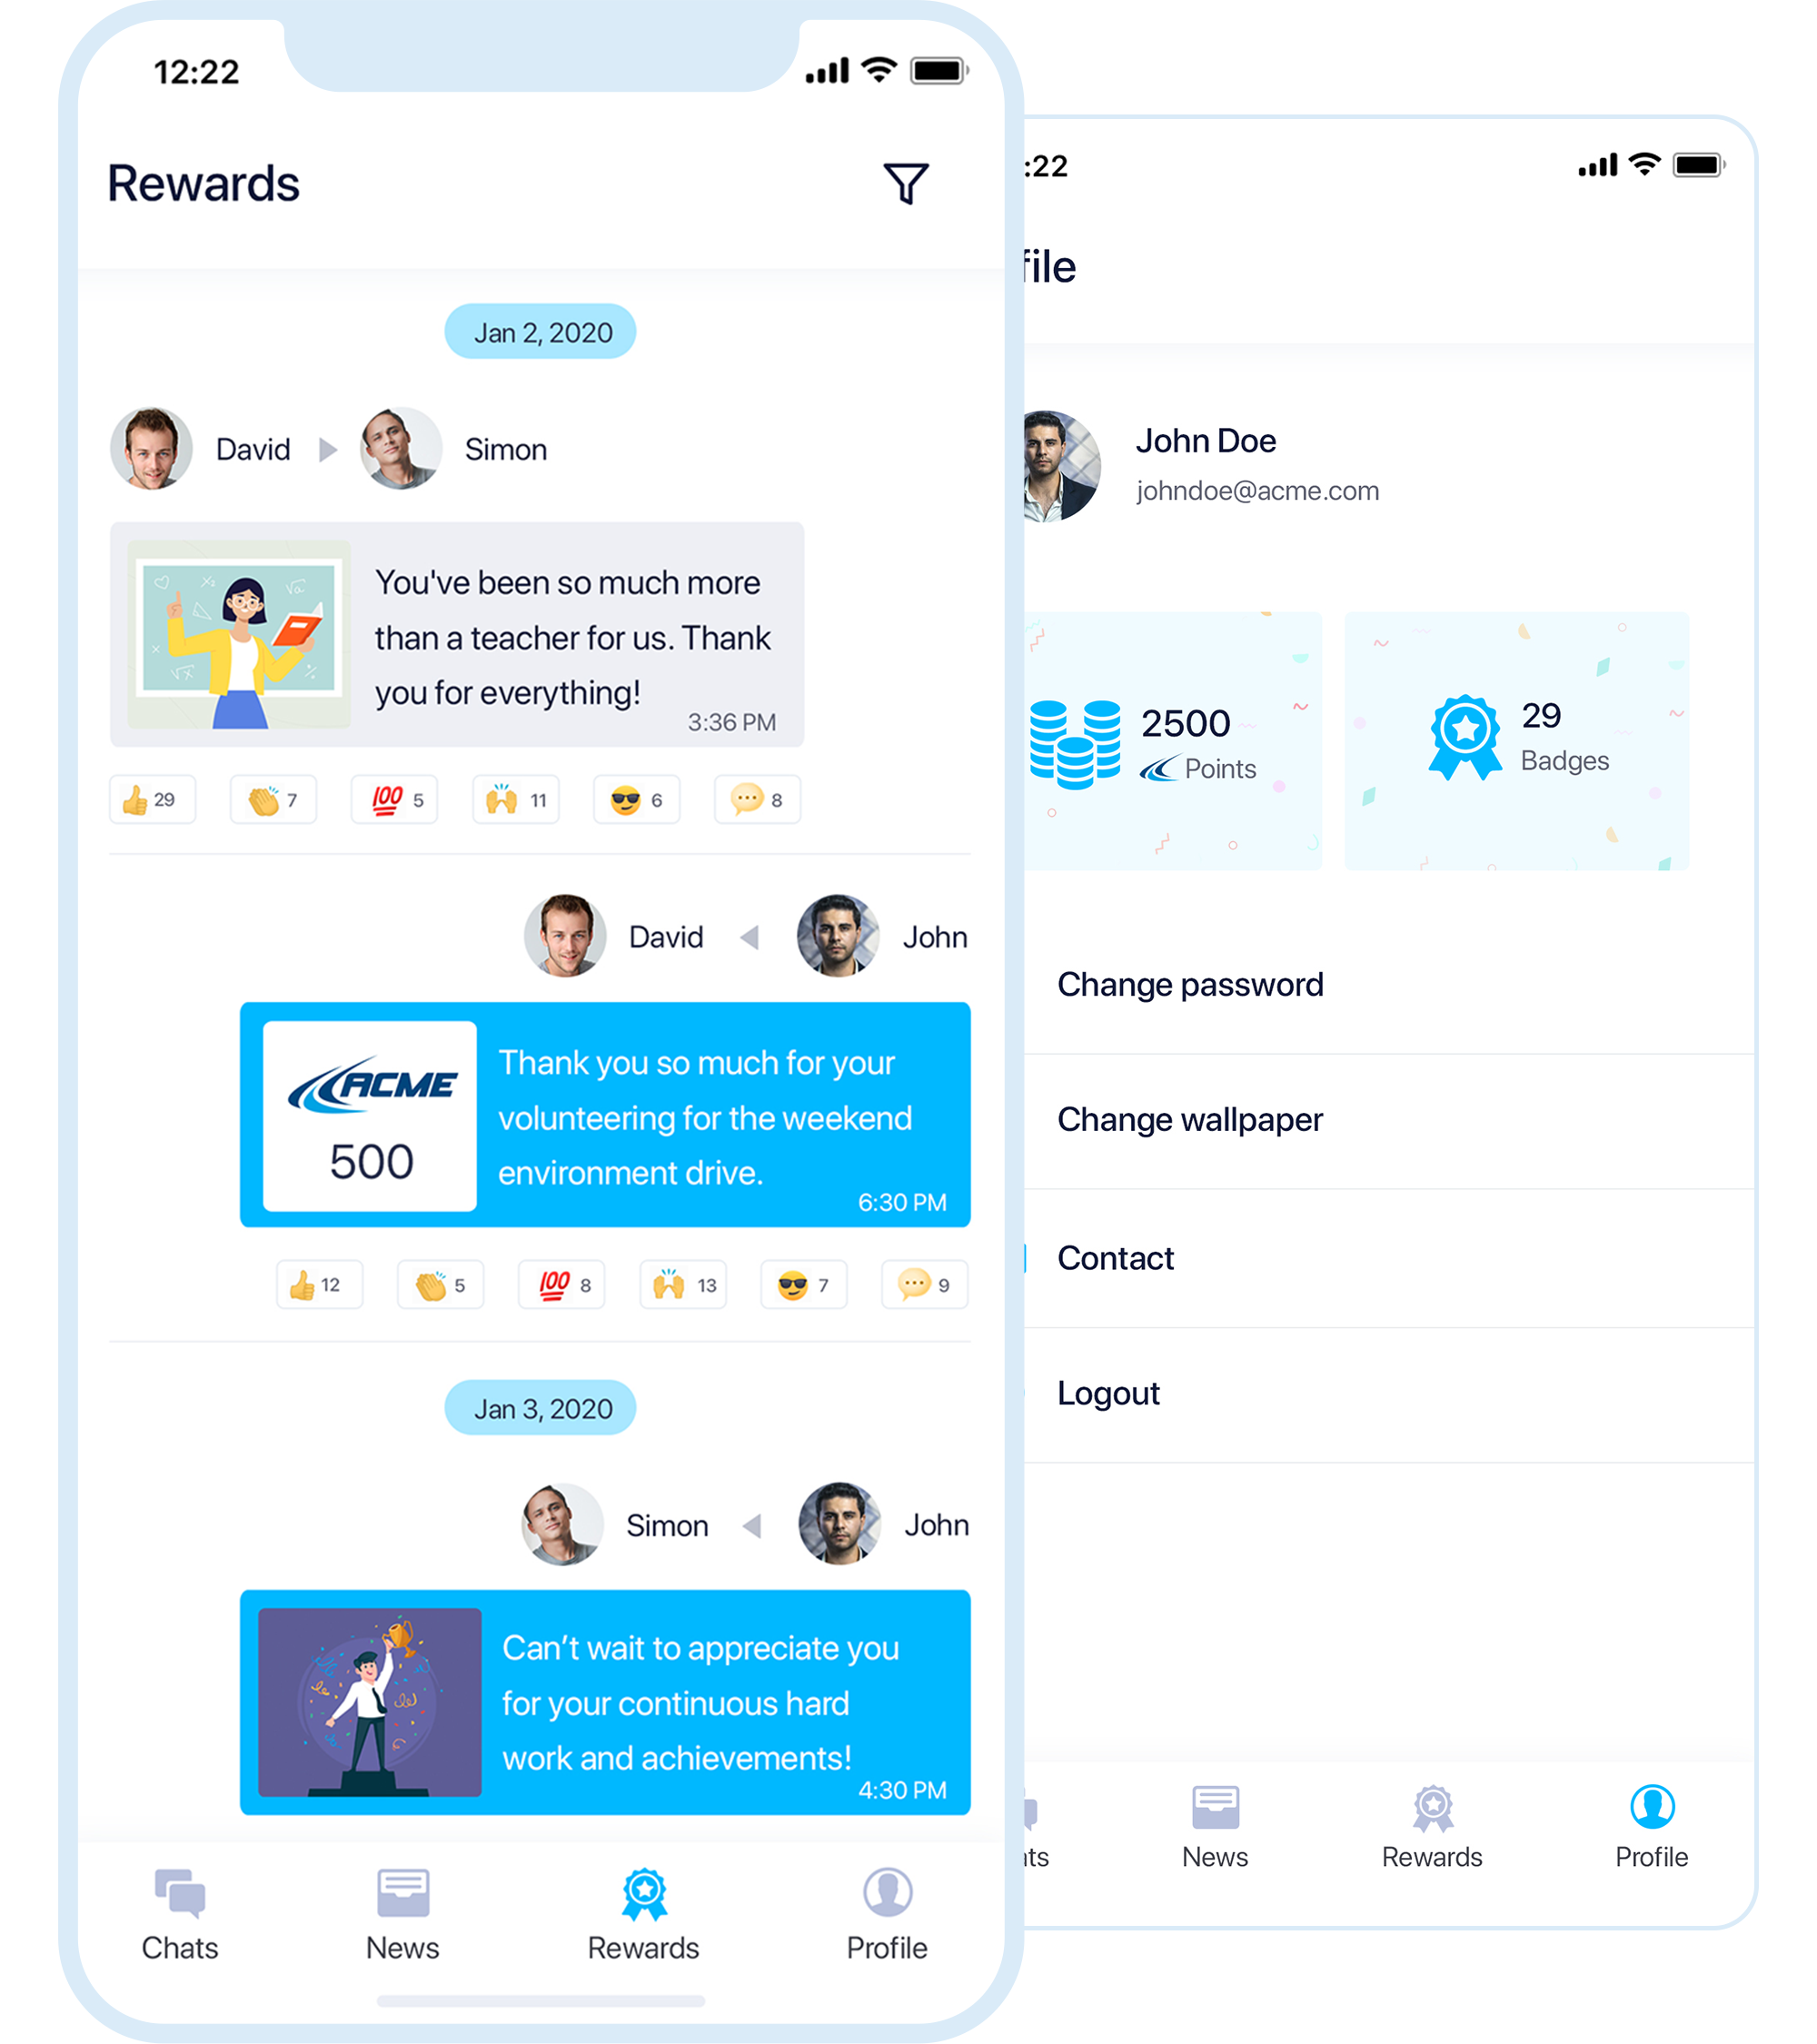 12:22
Rewards
Jan 2, 2020
David
Simon
You've been so much more
than a teacher for us. Thank
you for everything!
3:36 PM
29
7
100 5
11
6
8
David
John
ACME
500
Thank you so much for your
volunteering for the weekend
environment drive.
6:30 PM
12
5
100 8
13
7
9
Jan 3, 2020
Simon
John
Can’t wait to appreciate you
for your continuous hard
work and achievements!
4:30 PM
Chats
News
Rewards
Profile
:22
file
John Doe
johndoe@acme.com
2500
Points
29
Badges
Change password
Change wallpaper
Contact
Logout
ts
News
Rewards
Profile